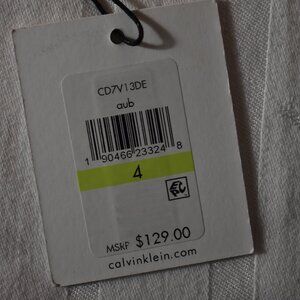 CD7V13DE
aub
1 90466 23324 8
4
MSRP $129.00
calvinklein.com